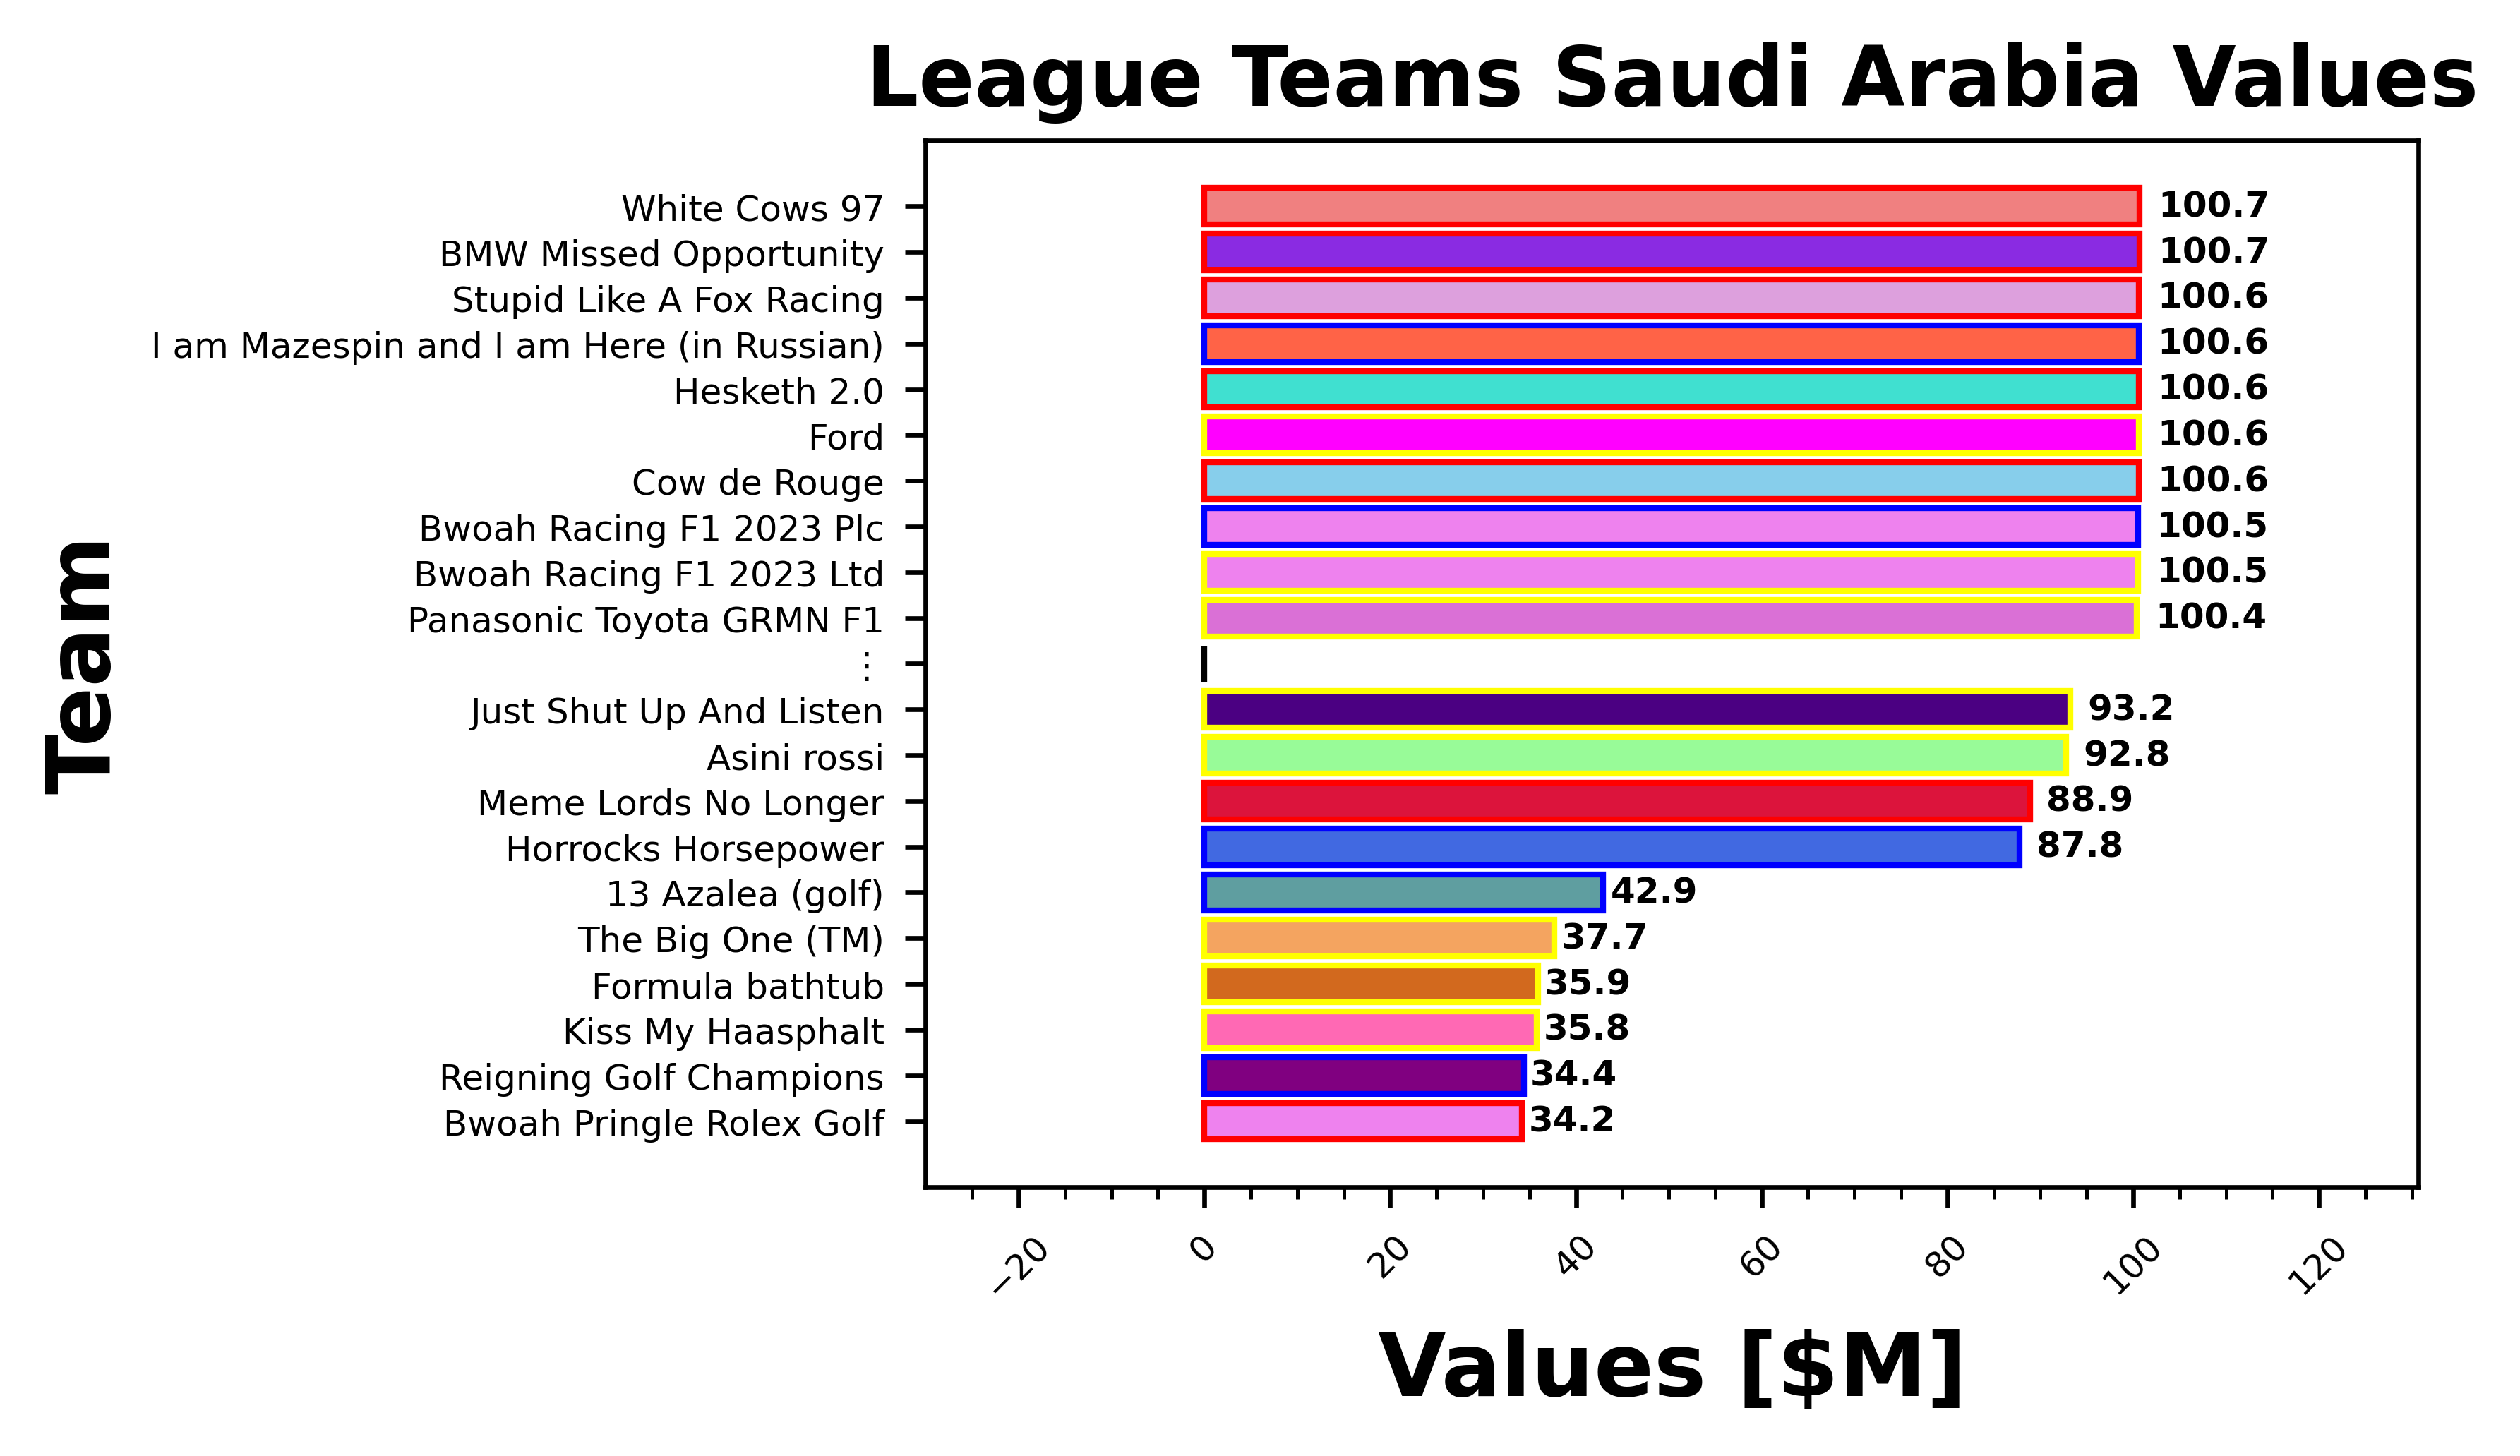 League Teams Saudi Arabia Values
Team
White Cows 97 100.7
BMW Missed Opportunity 100.7
Stupid Like A Fox Racing 100.6
I am Mazespin and I am Here (in Russian) 100.6
Hesketh 2.0 100.6
Ford 100.6
Cow de Rouge 100.6
Bwoah Racing F1 2023 Plc 100.5
Bwoah Racing F1 2023 Ltd 100.5
Panasonic Toyota GRMN F1 100.4
⋮
Just Shut Up And Listen 93.2
Asini rossi 92.8
Meme Lords No Longer 88.9
Horrocks Horsepower 87.8
13 Azalea (golf) 42.9
The Big One (TM) 37.7
Formula bathtub 35.9
Kiss My Haasphalt 35.8
Reigning Golf Champions 34.4
Bwoah Pringle Rolex Golf 34.2
−20 0 20 40 60 80 100 120
Values [$M]